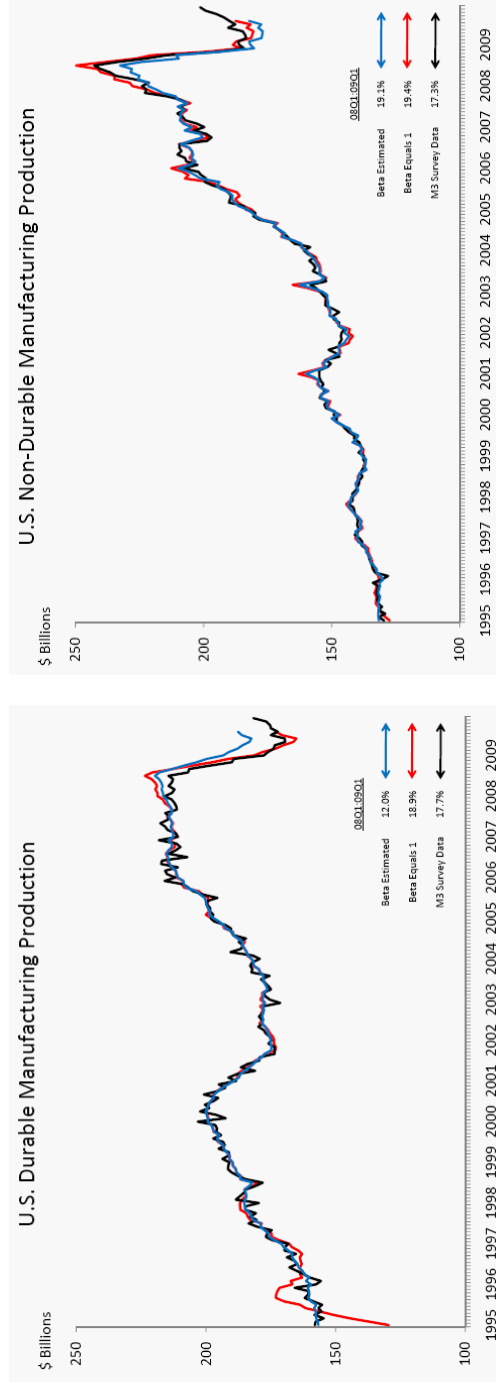 U.S. Durable Manufacturing Production
$ Billions
250
200
150
100
1995 1996 1997 1998 1999 2000 2001 2002 2003 2004 2005 2006 2007 2008 2009
08Q1:09Q1
Beta Estimated 12.0%
Beta Equals 1 18.9%
M3 Survey Data 17.7%
U.S. Non-Durable Manufacturing Production
$ Billions
250
200
150
100
1995 1996 1997 1998 1999 2000 2001 2002 2003 2004 2005 2006 2007 2008 2009
08Q1:09Q1
Beta Estimated 19.1%
Beta Equals 1 19.4%
M3 Survey Data 17.3%